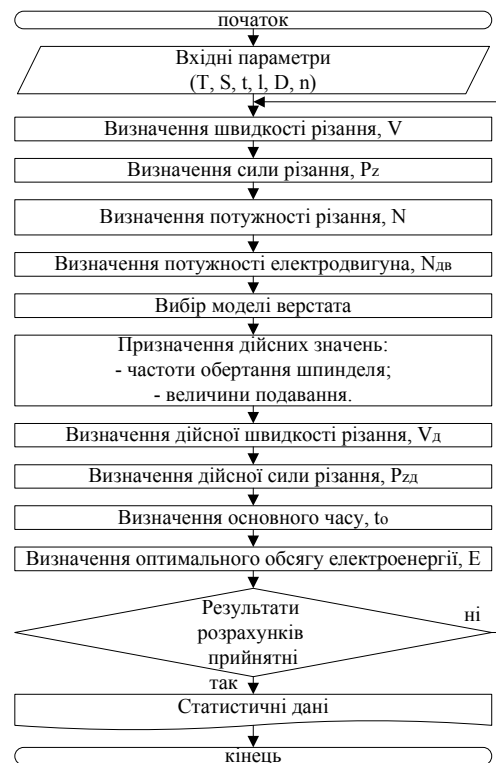 початок
Вхідні параметри
(T, S, t, l, D, n)
Визначення швидкості різання, V
Визначення сили різання, Pz
Визначення потужності різання, N
Визначення потужності електродвигуна, Nдв
Вибір моделі верстата
Призначення дійсних значень:
- частоти обертання шпинделя;
- величини подавання.
Визначення дійсної швидкості різання, Vд
Визначення дійсної сили різання, Pzд
Визначення основного часу, to
Визначення оптимального обсягу електроенергії, E
Результати
розрахунків
прийнятні
ні
так
Статистичні дані
кінець